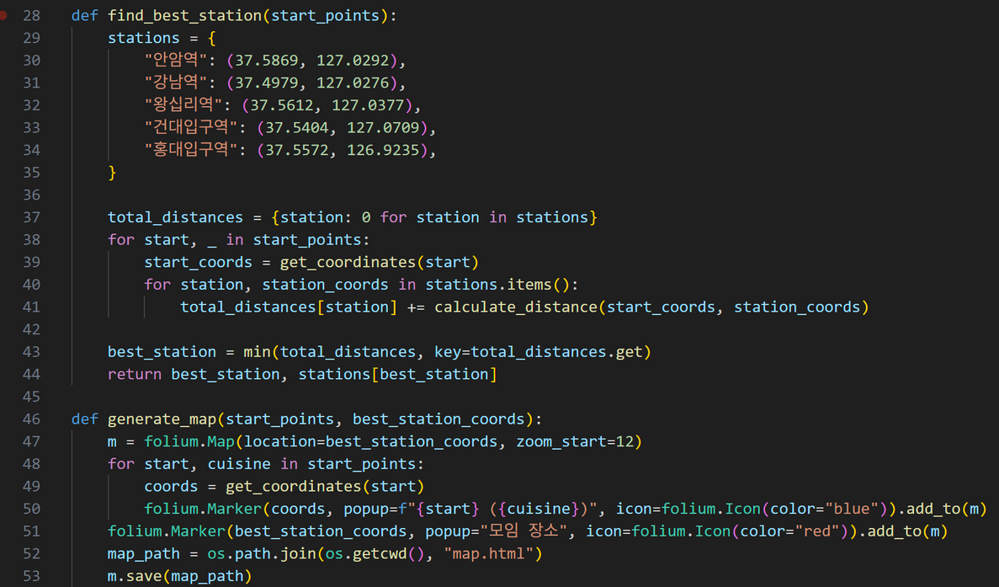 28 def find_best_station(start_points):
29     stations = {
30         "안암역": (37.5869, 127.0292),
31         "강남역": (37.4979, 127.0276),
32         "왕십리역": (37.5612, 127.0377),
33         "건대입구역": (37.5404, 127.0709),
34         "홍대입구역": (37.5572, 126.9235),
35     }
36
37     total_distances = {station: 0 for station in stations}
38     for start, _ in start_points:
39         start_coords = get_coordinates(start)
40         for station, station_coords in stations.items():
41             total_distances[station] += calculate_distance(start_coords, station_coords)
42
43     best_station = min(total_distances, key=total_distances.get)
44     return best_station, stations[best_station]
45
46 def generate_map(start_points, best_station_coords):
47     m = folium.Map(location=best_station_coords, zoom_start=12)
48     for start, cuisine in start_points:
49         coords = get_coordinates(start)
50         folium.Marker(coords, popup=f"{start} ({cuisine})", icon=folium.Icon(color="blue")).add_to(m)
51     folium.Marker(best_station_coords, popup="모임 장소", icon=folium.Icon(color="red")).add_to(m)
52     map_path = os.path.join(os.getcwd(), "map.html")
53     m.save(map_path)